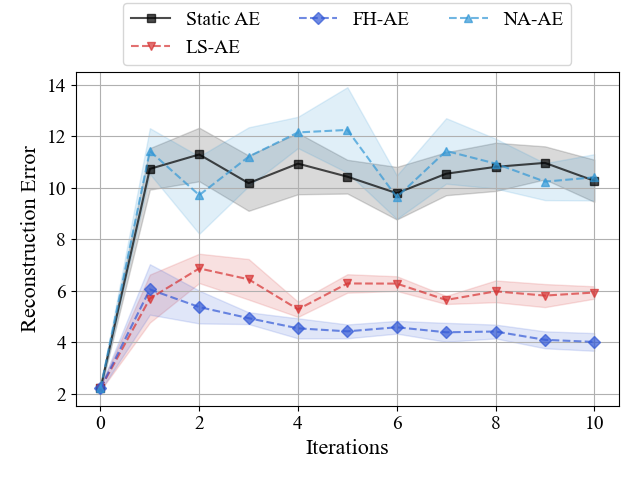 Static AE FH-AE NA-AE
LS-AE
14
12
10
8
6
4
2
Reconstruction Error
0 2 4 6 8 10
Iterations